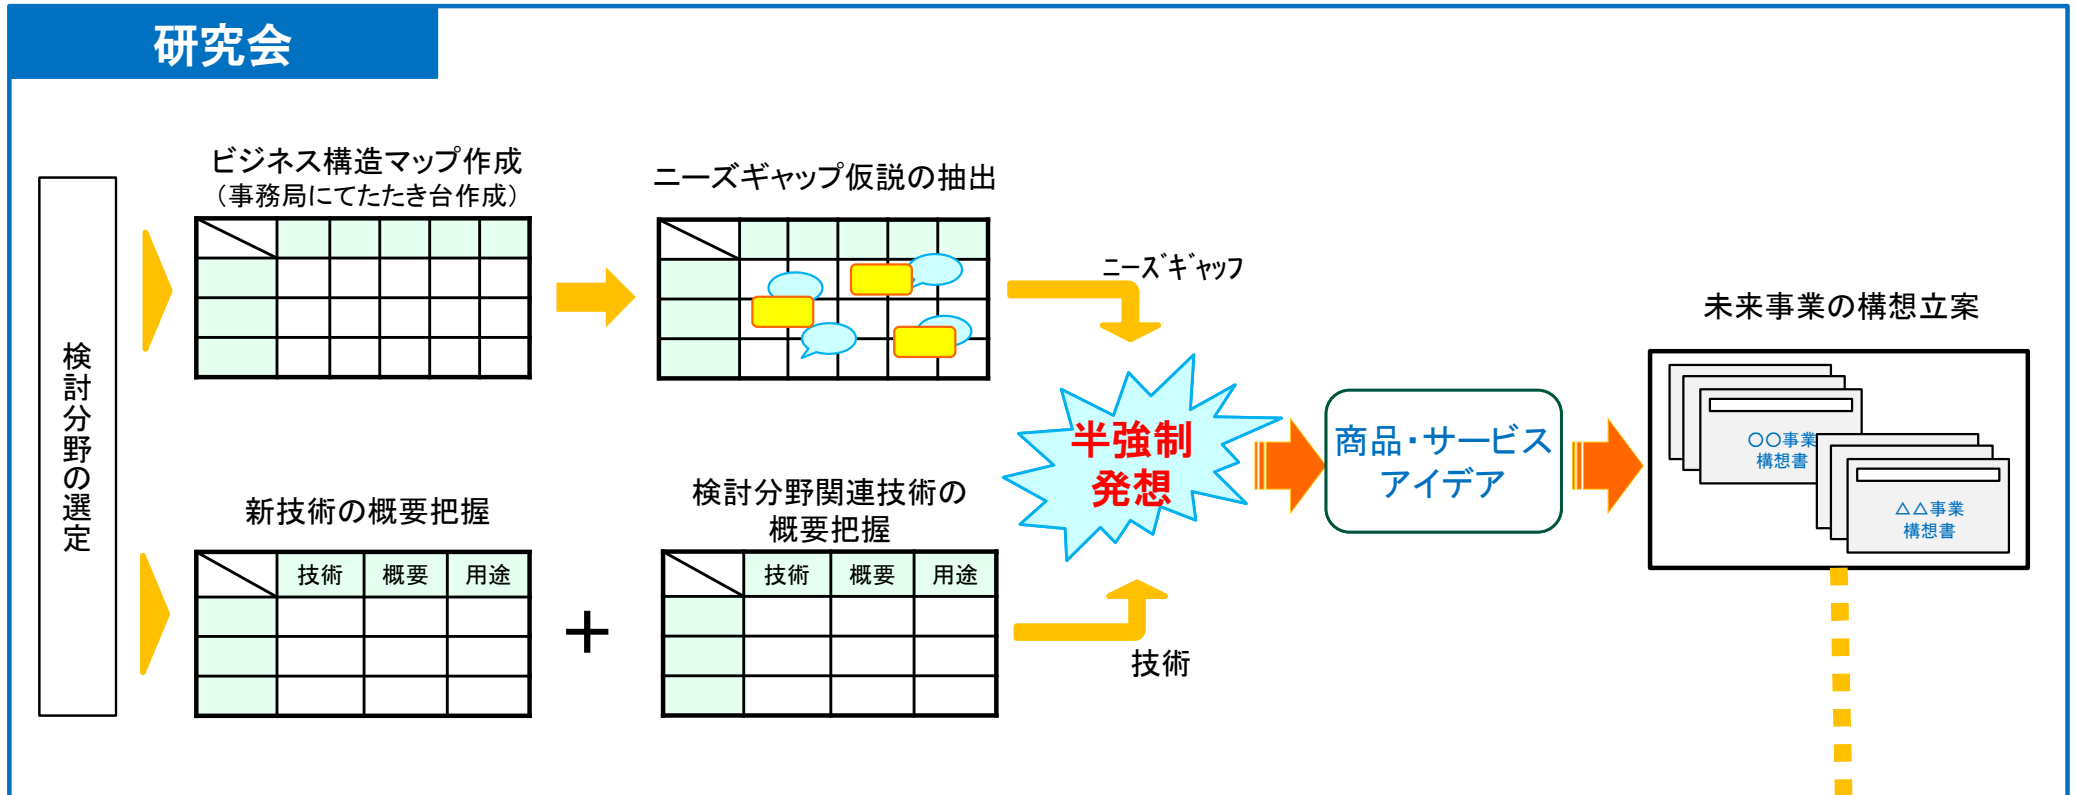 研究会
検討分野の選定
ビジネス構造マップ作成
（事務局にてたたき台作成）
ニーズギャップ仮説の抽出
ニーズギャッフ
新技術の概要把握
技術 概要 用途
検討分野関連技術の
概要把握
技術 概要 用途
技術
半強制
発想
商品・サービス
アイデア
未来事業の構想立案
〇〇事業
構想書
△△事業
構想書